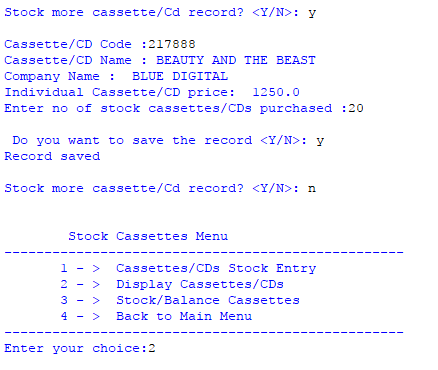 Stock more cassette/Cd record? <Y/N>: y
Cassette/CD Code :217888
Cassette/CD Name : BEAUTY AND THE BEAST
Company Name :  BLUE DIGITAL
Individual Cassette/CD price:  1250.0
Enter no of stock cassettes/CDs purchased :20
Do you want to save the record <Y/N>: y
Record saved
Stock more cassette/Cd record? <Y/N>: n
Stock Cassettes Menu
--------------------------------------------------
1 - >  Cassettes/CDs Stock Entry
2 - >  Display Cassettes/CDs
3 - >  Stock/Balance Cassettes
4 - >  Back to Main Menu
--------------------------------------------------
Enter your choice:2